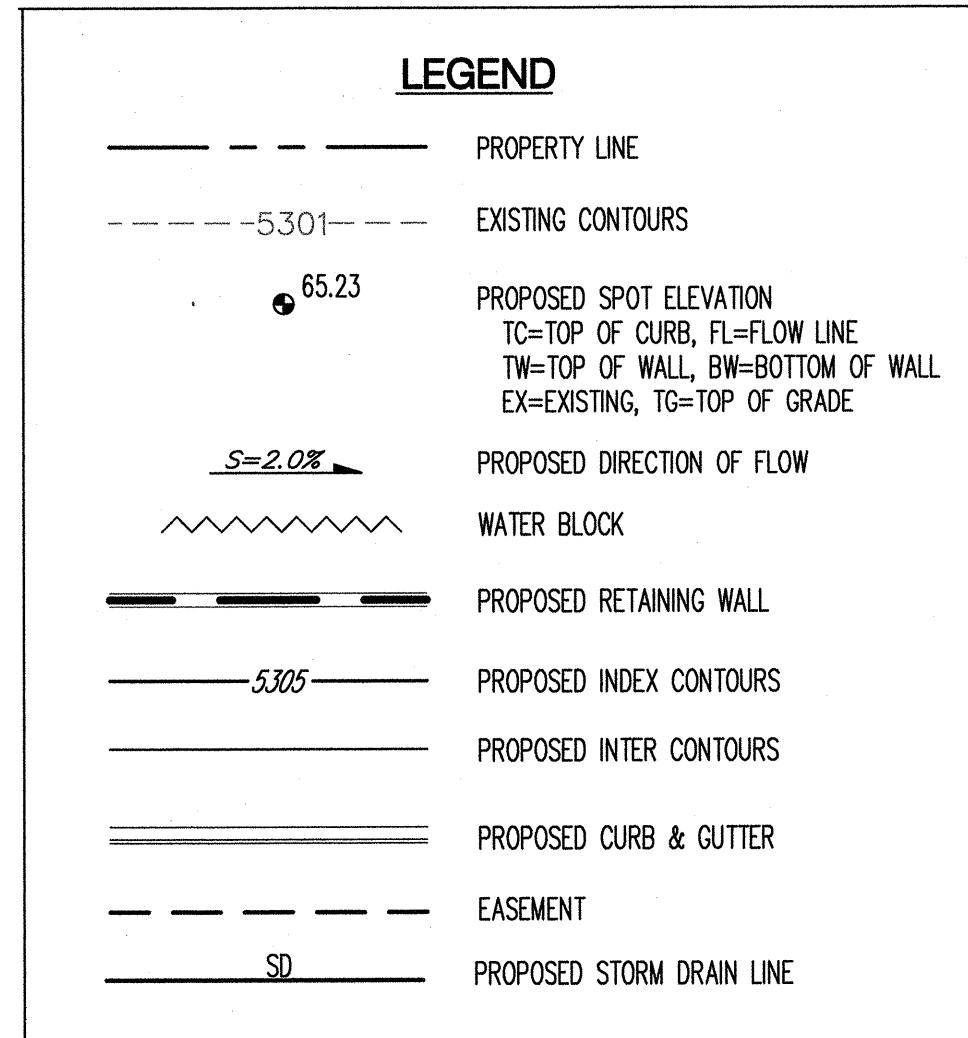 LEGEND
PROPERTY LINE
5301 EXISTING CONTOURS
65.23 PROPOSED SPOT ELEVATION
TC=TOP OF CURB, FL=FLOW LINE
TW=TOP OF WALL, BW=BOTTOM OF WALL
EX=EXISTING, TG=TOP OF GRADE
S=2.0% PROPOSED DIRECTION OF FLOW
WATER BLOCK
PROPOSED RETAINING WALL
5305 PROPOSED INDEX CONTOURS
PROPOSED INTER CONTOURS
PROPOSED CURB & GUTTER
EASEMENT
SD PROPOSED STORM DRAIN LINE